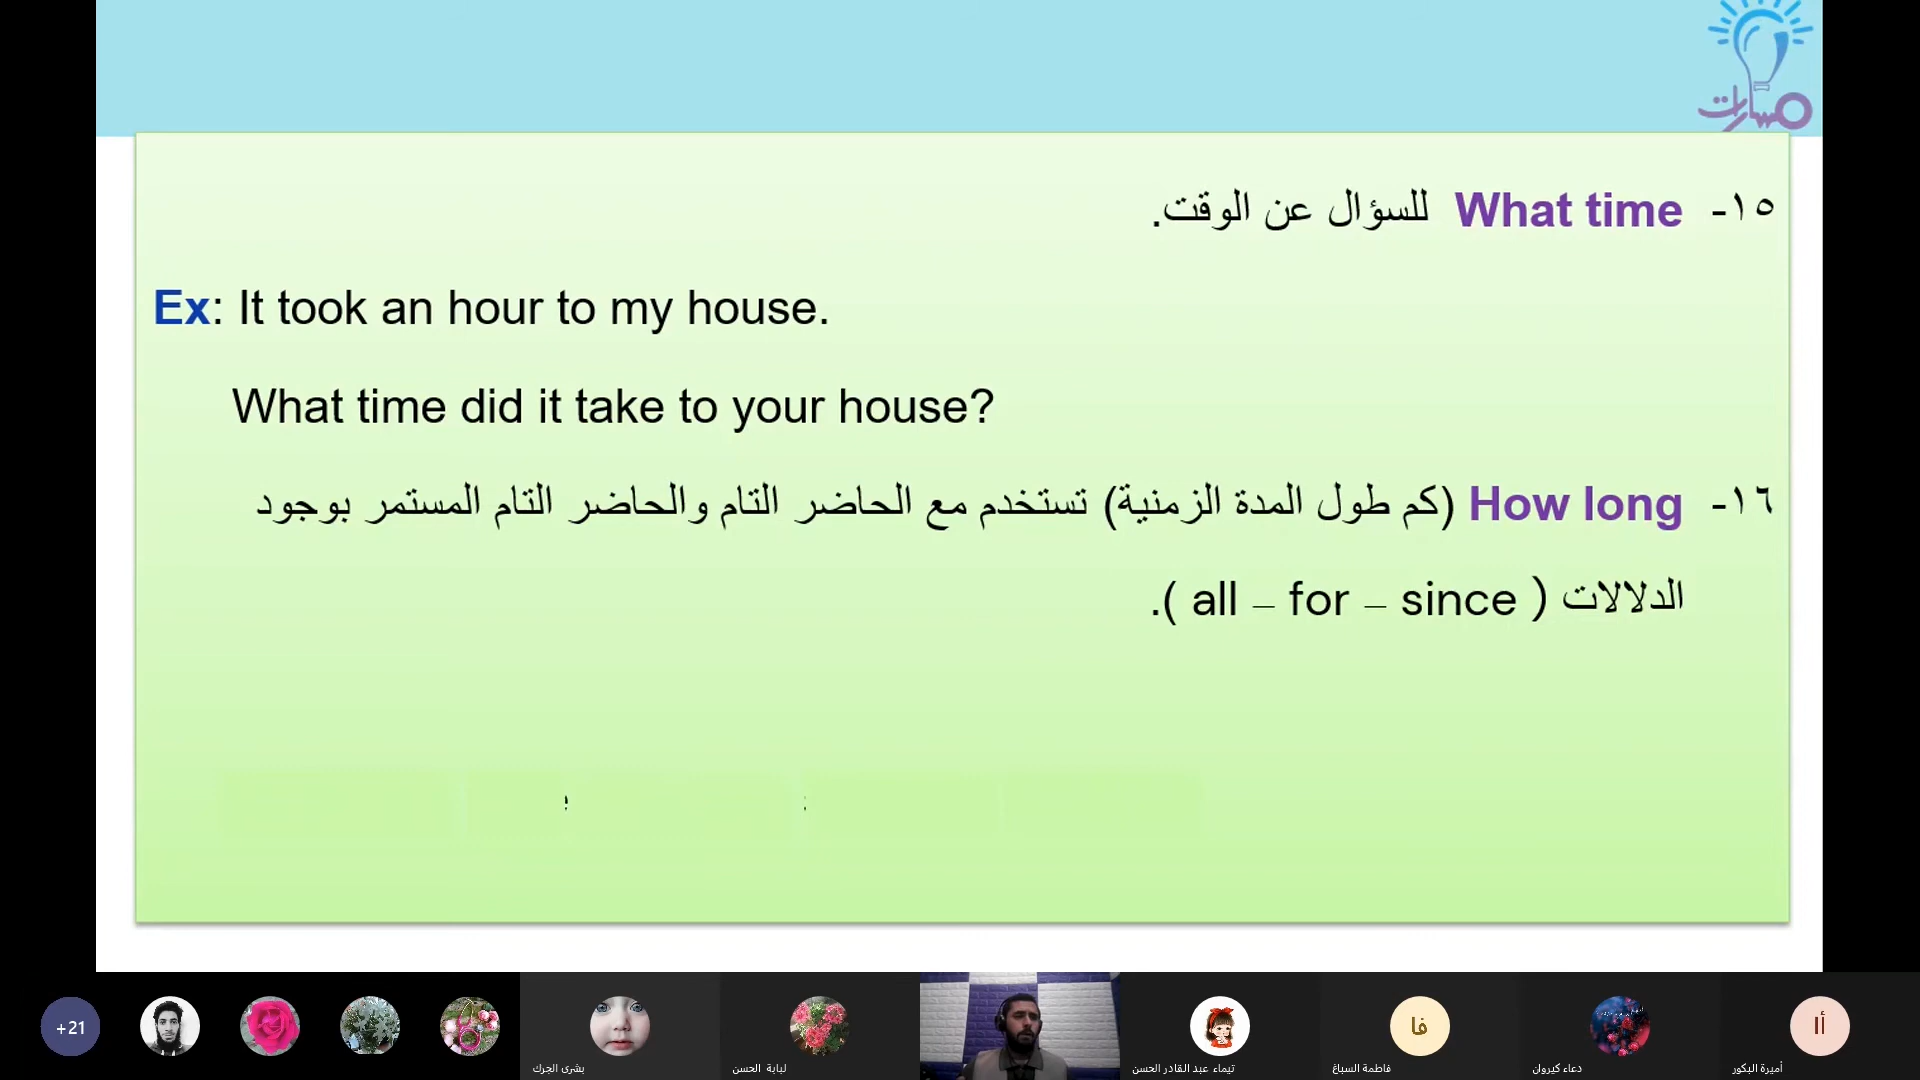 مسارات
١٥- What time للسؤال عن الوقت.
Ex: It took an hour to my house.
What time did it take to your house?
١٦- How long (كم طول المدة الزمنية) تستخدم مع الحاضر التام والحاضر التام المستمر بوجود
الدلالات ( all – for – since ).
+21
بشرى الجرك
لبابة الحسن
تيماء عبد القادر الحسن
فا
فاطمة السباغ
دعاء كيروان
أا
أميرة البكور